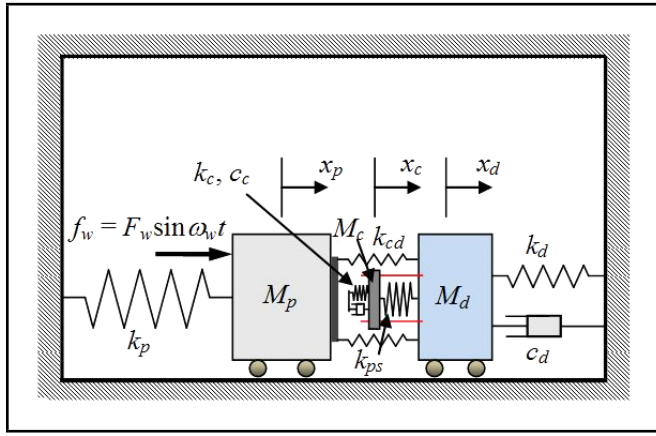 x_p x_c x_d
k_c, c_c
M_c k_cd
f_w = F_w sin ω_w t
k_d
M_p M_d
k_p k_ps c_d